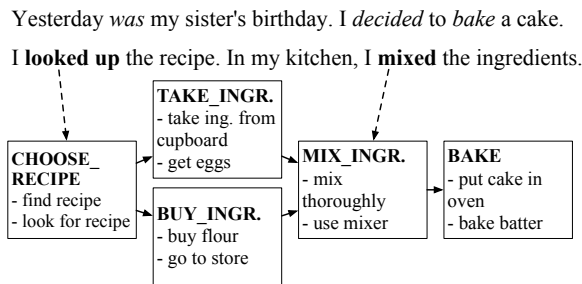 Yesterday was my sister's birthday. I decided to bake a cake.
I looked up the recipe. In my kitchen, I mixed the ingredients.
TAKE_INGR.
- take ing. from
cupboard
- get eggs
CHOOSE_
RECIPE
- find recipe
- look for recipe
BUY_INGR.
- buy flour
- go to store
MIX_INGR.
- mix
thoroughly
- use mixer
BAKE
- put cake in
oven
- bake batter